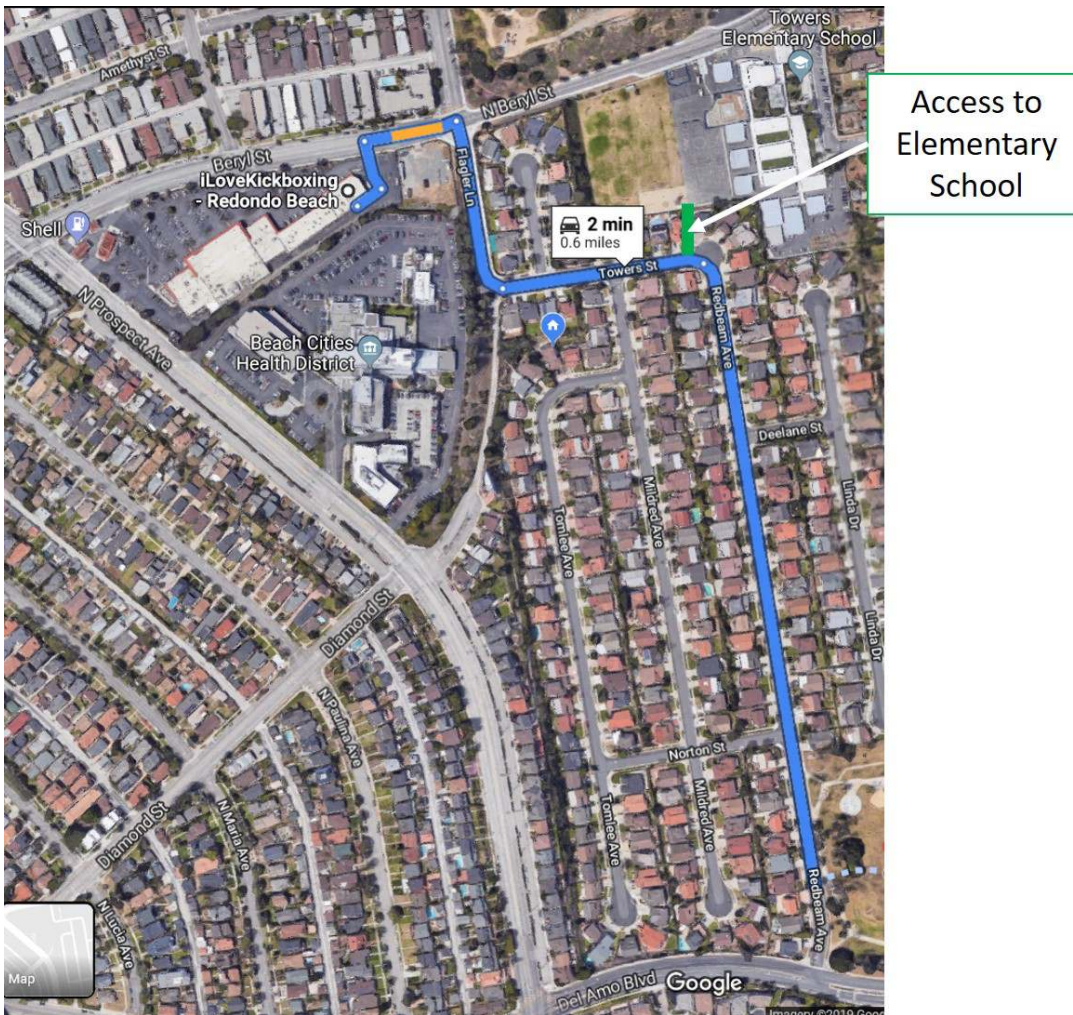 Towers
Elementary School
Amethyst St
N Beryl St
Access to
Elementary
School
Beryl St
iLoveKickboxing
- Redondo Beach
Flagler Ln
Shell
2 min
0.6 miles
Towers St
N Prospect Ave
Redbeam Ave
Beach Cities
Health District
Deelane St
Mildred Ave
Linda Dr
Tomlee Ave
Diamond St
Linda Dr
N Paulina Ave
Norton St
Mildred Ave
Tomlee Ave
N Maria Ave
Diamond St
Redbeam Ave
N Lucia Ave
Map
Del Amo Blvd
Google
Imagery ©2019 Goog